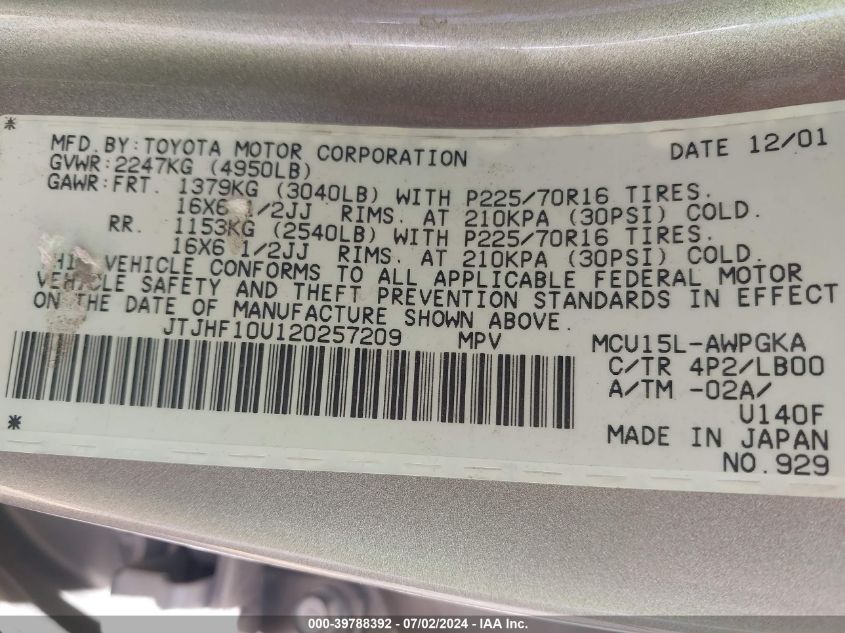 MFD. BY: TOYOTA MOTOR CORPORATION DATE 12/01
GVWR: 2247KG (4950LB)
GAWR: FRT. 1379KG (3040LB) WITH P225/70R16 TIRES.
16X6 1/2JJ RIMS. AT 210KPA (30PSI) COLD.
RR. 1153KG (2540LB) WITH P225/70R16 TIRES.
16X6 1/2JJ RIMS. AT 210KPA (30PSI) COLD.
THIS VEHICLE CONFORMS TO ALL APPLICABLE FEDERAL MOTOR
VEHICLE SAFETY AND THEFT PREVENTION STANDARDS IN EFFECT
ON THE DATE OF MANUFACTURE SHOWN ABOVE.
JTJHF10U120257209 MPV MCU15L-AWPGKA
C/TR 4P2/LB00
A/TM -02A/
U140F
MADE IN JAPAN
NO. 929
000-39788392 - 07/02/2024 - IAA Inc.